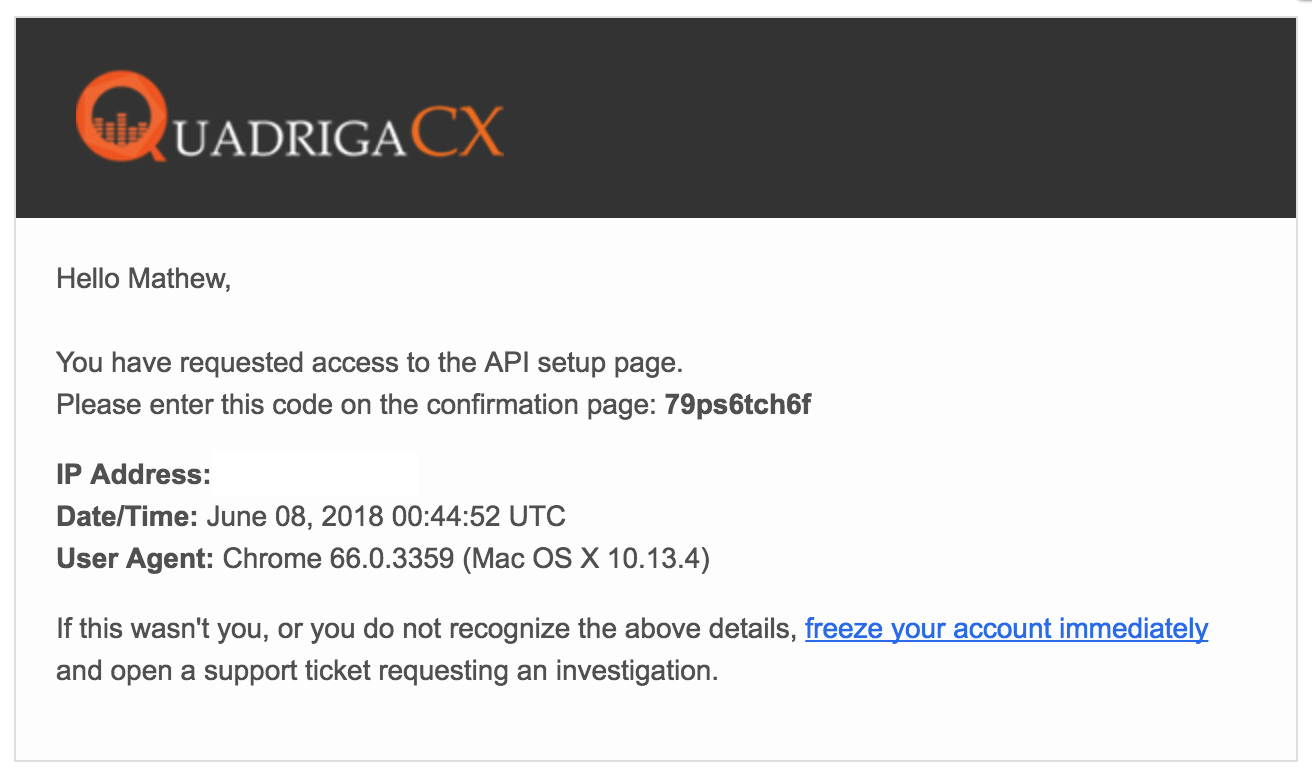 QUADRIGACX
Hello Mathew,
You have requested access to the API setup page.
Please enter this code on the confirmation page: 79ps6tch6f
IP Address:
Date/Time: June 08, 2018 00:44:52 UTC
User Agent: Chrome 66.0.3359 (Mac OS X 10.13.4)
If this wasn't you, or you do not recognize the above details, freeze your account immediately
and open a support ticket requesting an investigation.